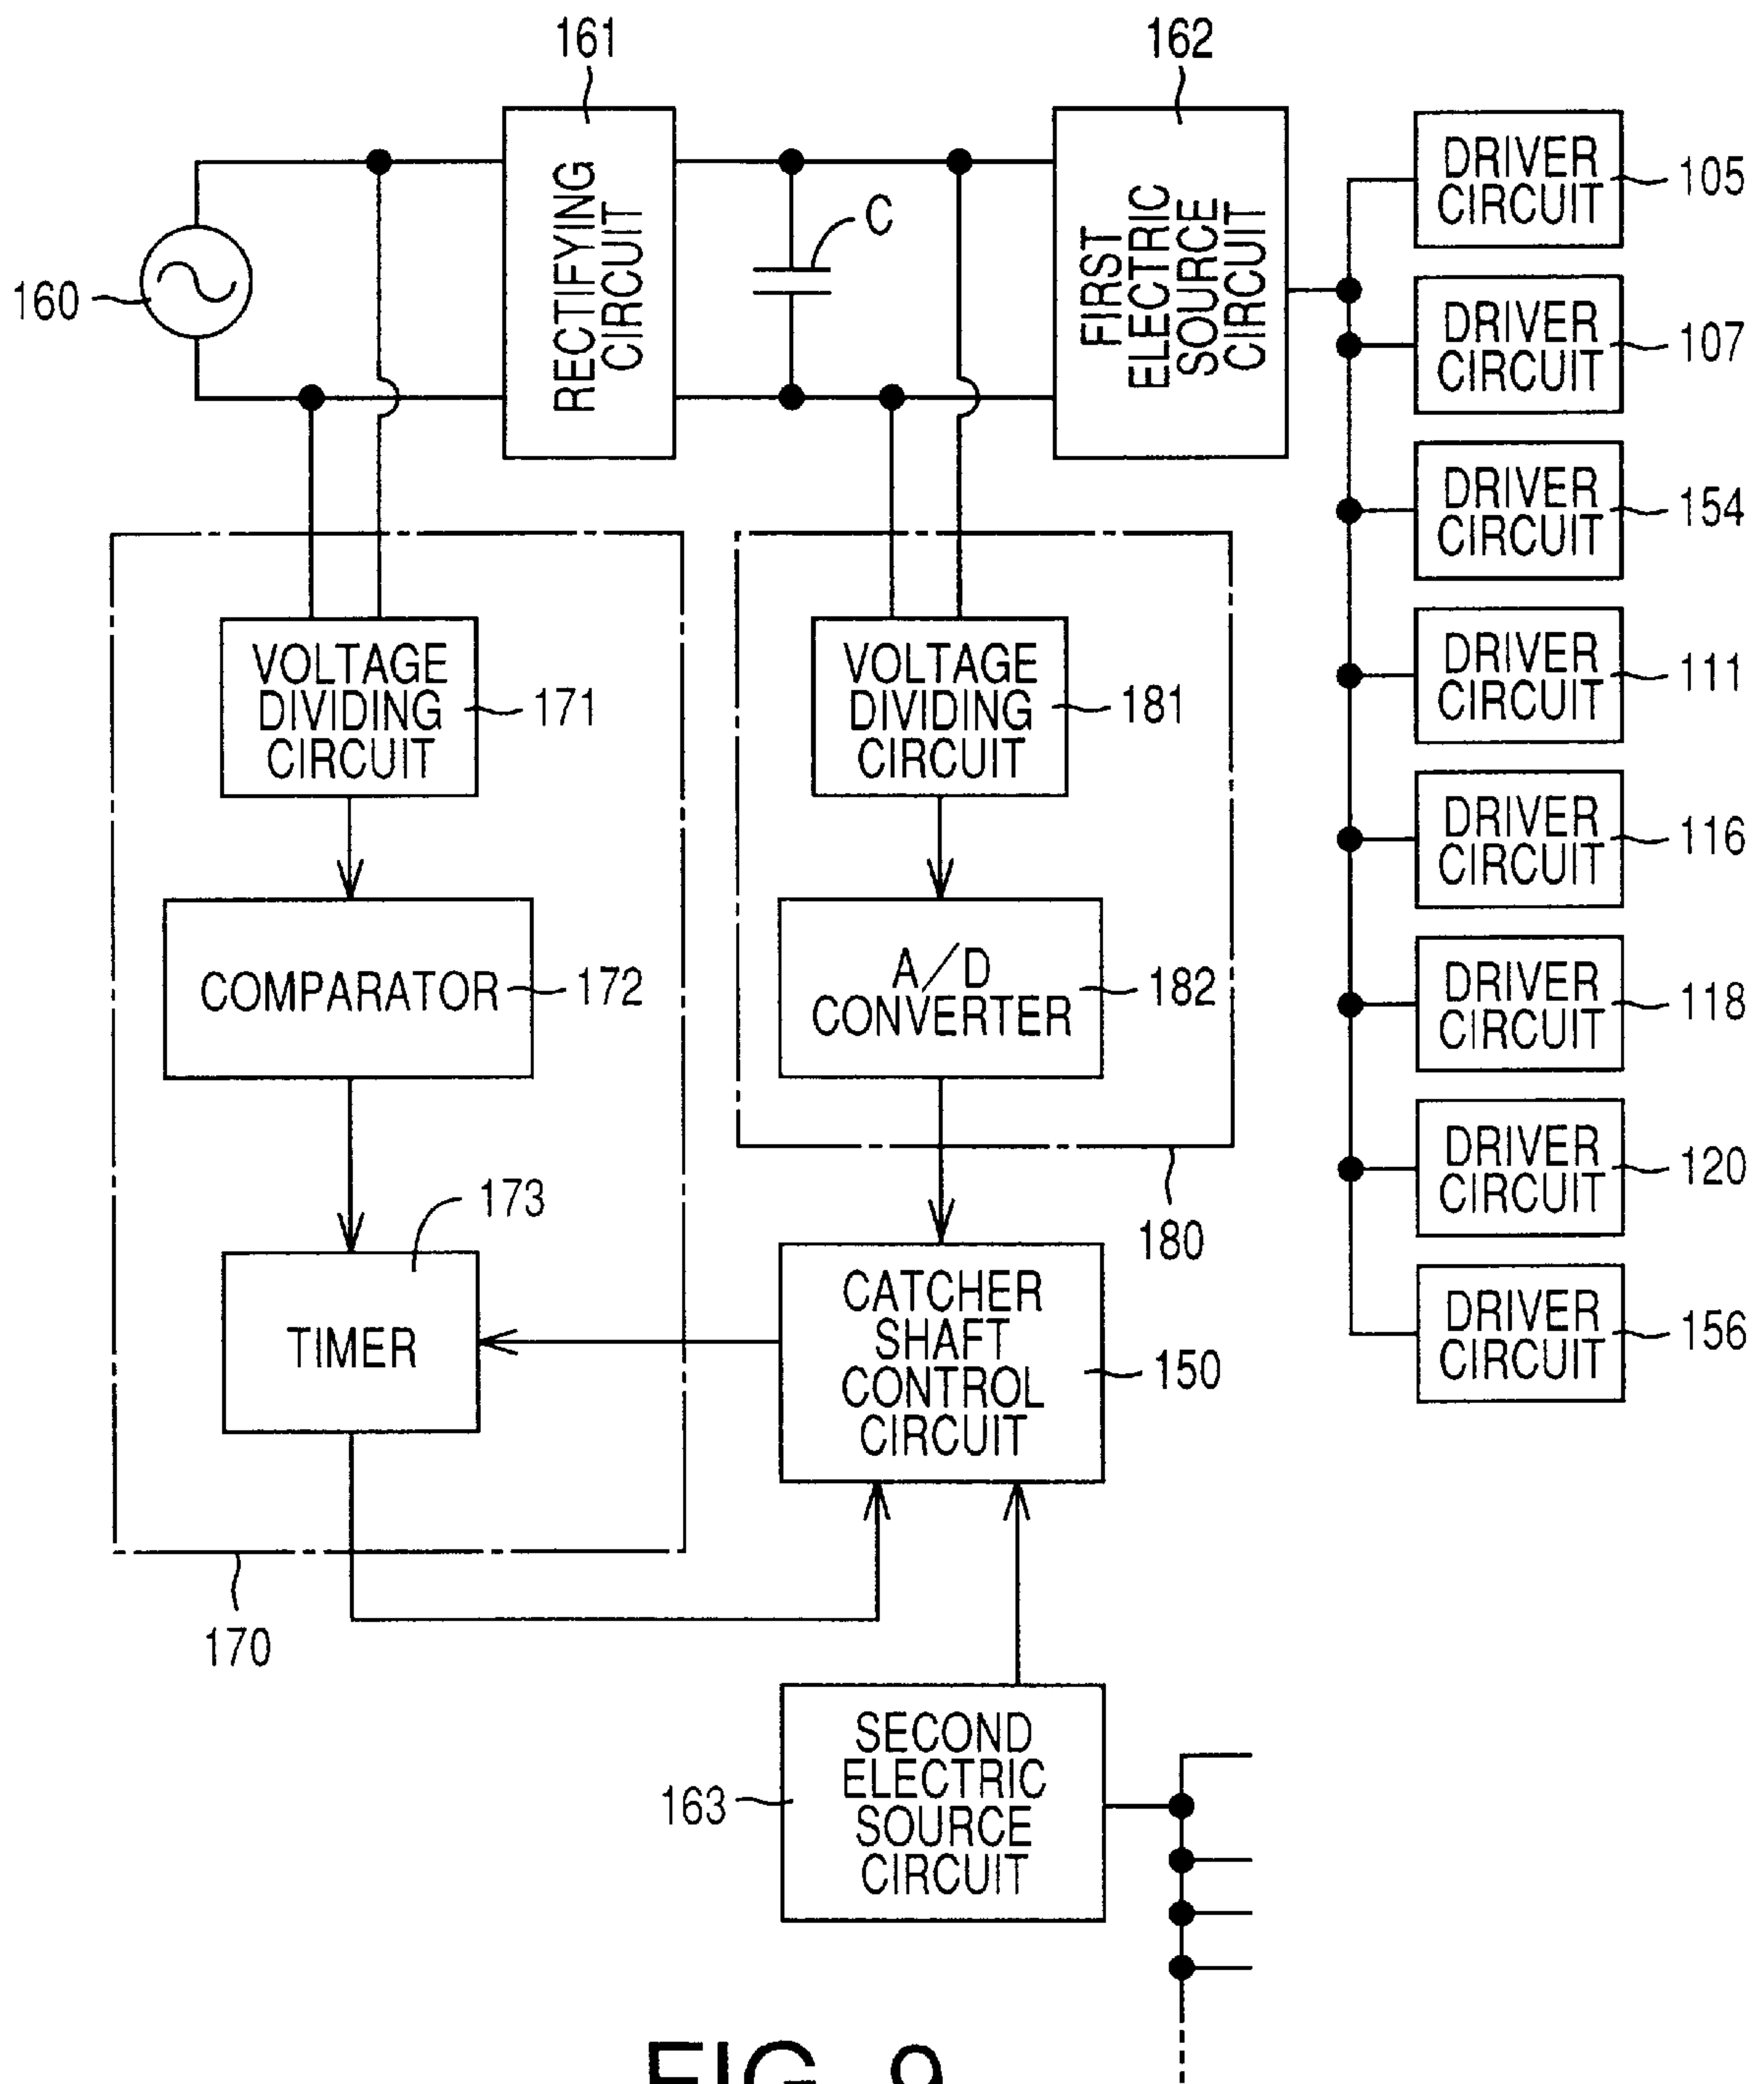 161
162
RECTIFYING
CIRCUIT
C
FIRST
ELECTRIC
SOURCE
CIRCUIT
160
DRIVER
CIRCUIT
105
DRIVER
CIRCUIT
107
DRIVER
CIRCUIT
154
DRIVER
CIRCUIT
111
DRIVER
CIRCUIT
116
DRIVER
CIRCUIT
118
DRIVER
CIRCUIT
120
DRIVER
CIRCUIT
156
VOLTAGE
DIVIDING
CIRCUIT
171
VOLTAGE
DIVIDING
CIRCUIT
181
COMPARATOR
172
A/D
CONVERTER
182
173
TIMER
180
CATCHER
SHAFT
CONTROL
CIRCUIT
150
170
SECOND
ELECTRIC
SOURCE
CIRCUIT
163
FIG. 9